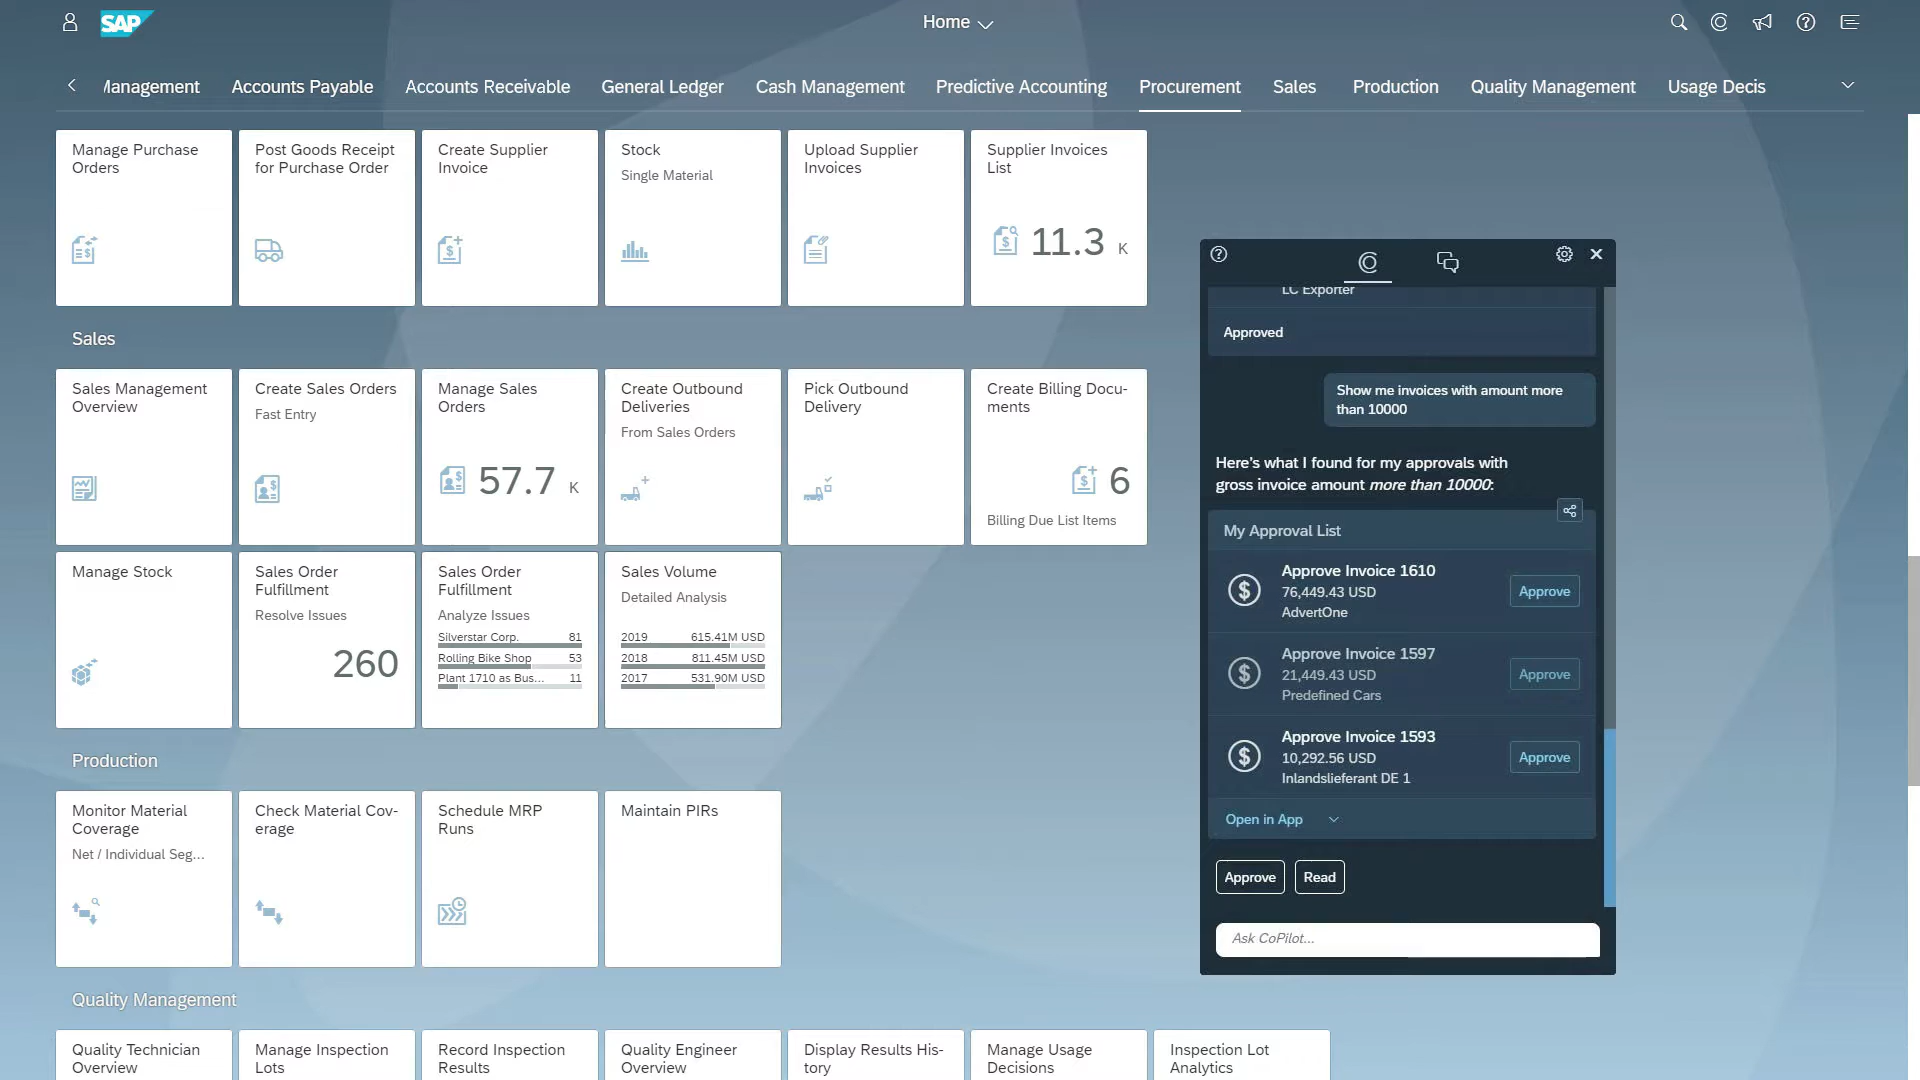 SAP
Home
Management
Accounts Payable
Accounts Receivable
General Ledger
Cash Management
Predictive Accounting
Procurement
Sales
Production
Quality Management
Usage Decis
Manage Purchase
Orders
Post Goods Receipt
for Purchase Order
Create Supplier
Invoice
Stock
Single Material
Upload Supplier
Invoices
Supplier Invoices
List
11.3 K
Sales
Sales Management
Overview
Create Sales Orders
Fast Entry
Manage Sales
Orders
57.7 K
Create Outbound
Deliveries
From Sales Orders
Pick Outbound
Delivery
Create Billing Docu-
ments
6
Billing Due List Items
Manage Stock
Sales Order
Fulfillment
Resolve Issues
260
Sales Order
Fulfillment
Analyze Issues
Silverstar Corp. 81
Rolling Bike Shop 53
Plant 1710 as Bus... 11
Sales Volume
Detailed Analysis
2019 615.41M USD
2018 811.45M USD
2017 531.90M USD
Production
Monitor Material
Coverage
Net / Individual Seg...
Check Material Cov-
erage
Schedule MRP
Runs
Maintain PIRs
Quality Management
Quality Technician
Overview
Manage Inspection
Lots
Record Inspection
Results
Quality Engineer
Overview
Display Results His-
tory
Manage Usage
Decisions
Inspection Lot
Analytics
LC Exporter
Approved
Show me invoices with amount more
than 10000
Here's what I found for my approvals with
gross invoice amount more than 10000:
My Approval List
Approve Invoice 1610
76,449.43 USD
AdvertOne
Approve
Approve Invoice 1597
21,449.43 USD
Predefined Cars
Approve
Approve Invoice 1593
10,292.56 USD
Inlandslieferant DE 1
Approve
Open in App
Approve
Read
Ask CoPilot...